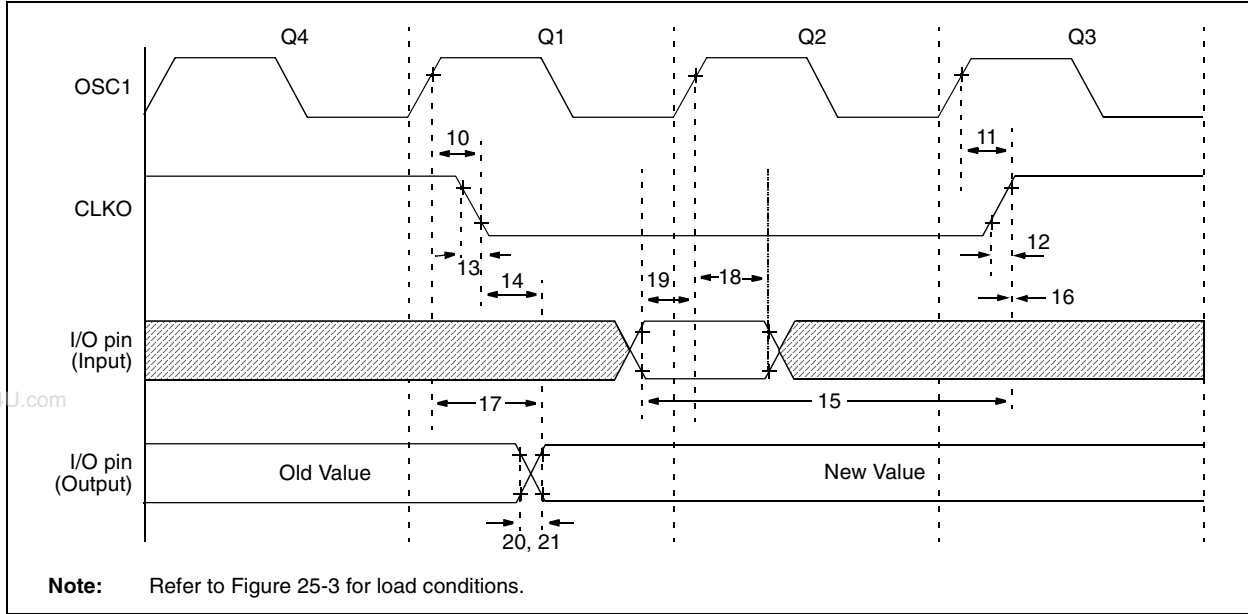 Q4 Q1 Q2 Q3
OSC1
10 11
CLKO
13 12
14 19 18 16
I/O pin
(Input)
U.com
17 15
I/O pin
(Output)
Old Value New Value
20, 21
Note: Refer to Figure 25-3 for load conditions.